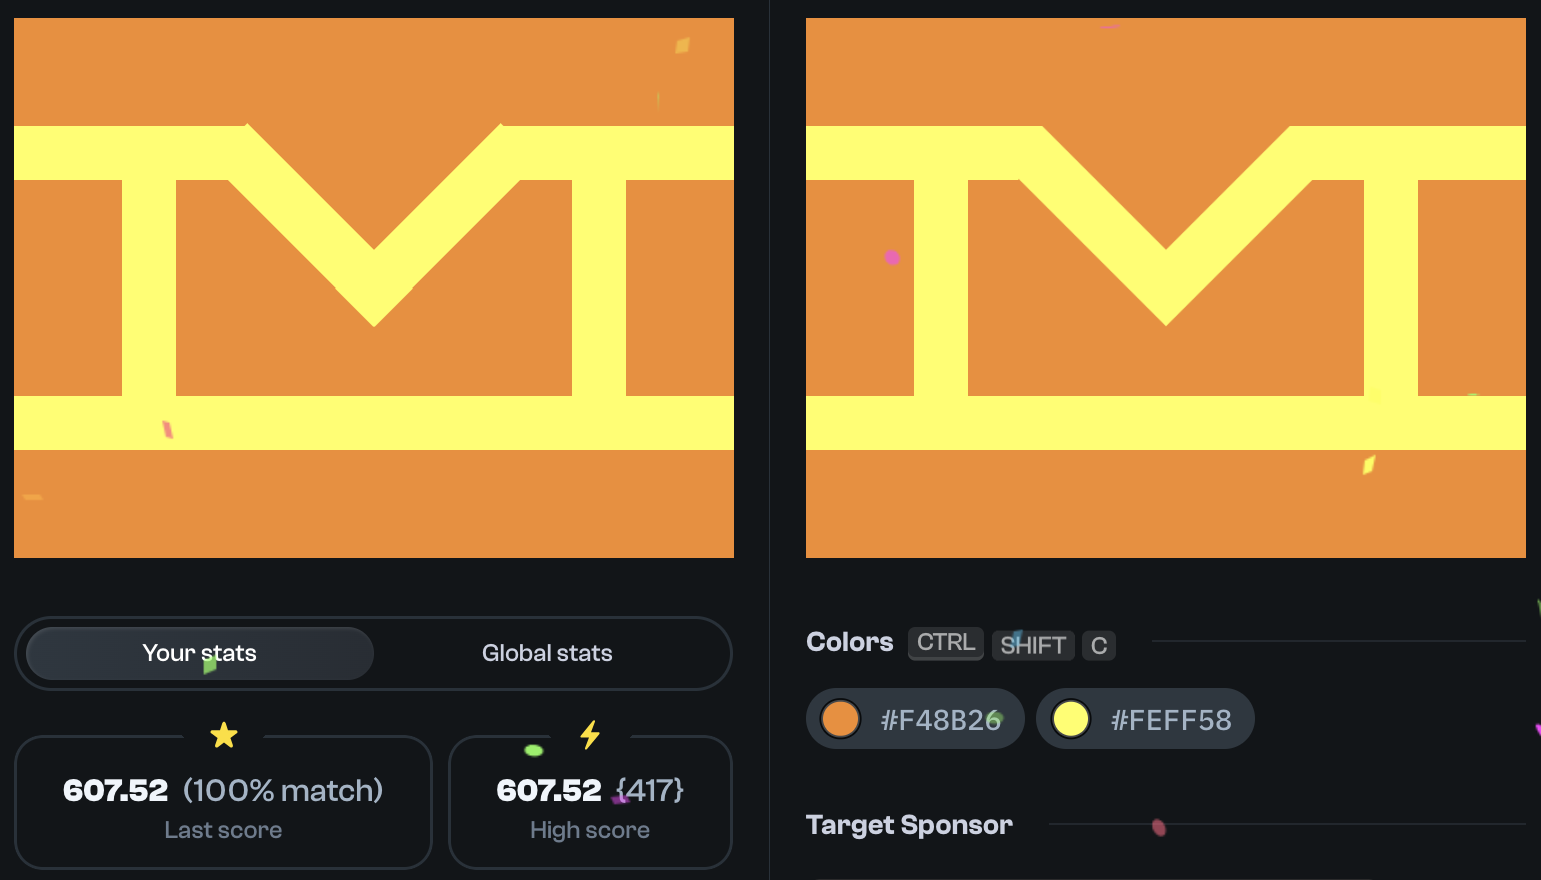 Your stats
Global stats
607.52 (100% match)
Last score
607.52 {417}
High score
Colors CTRL SHIFT C
#F48B26
#FEFF58
Target Sponsor